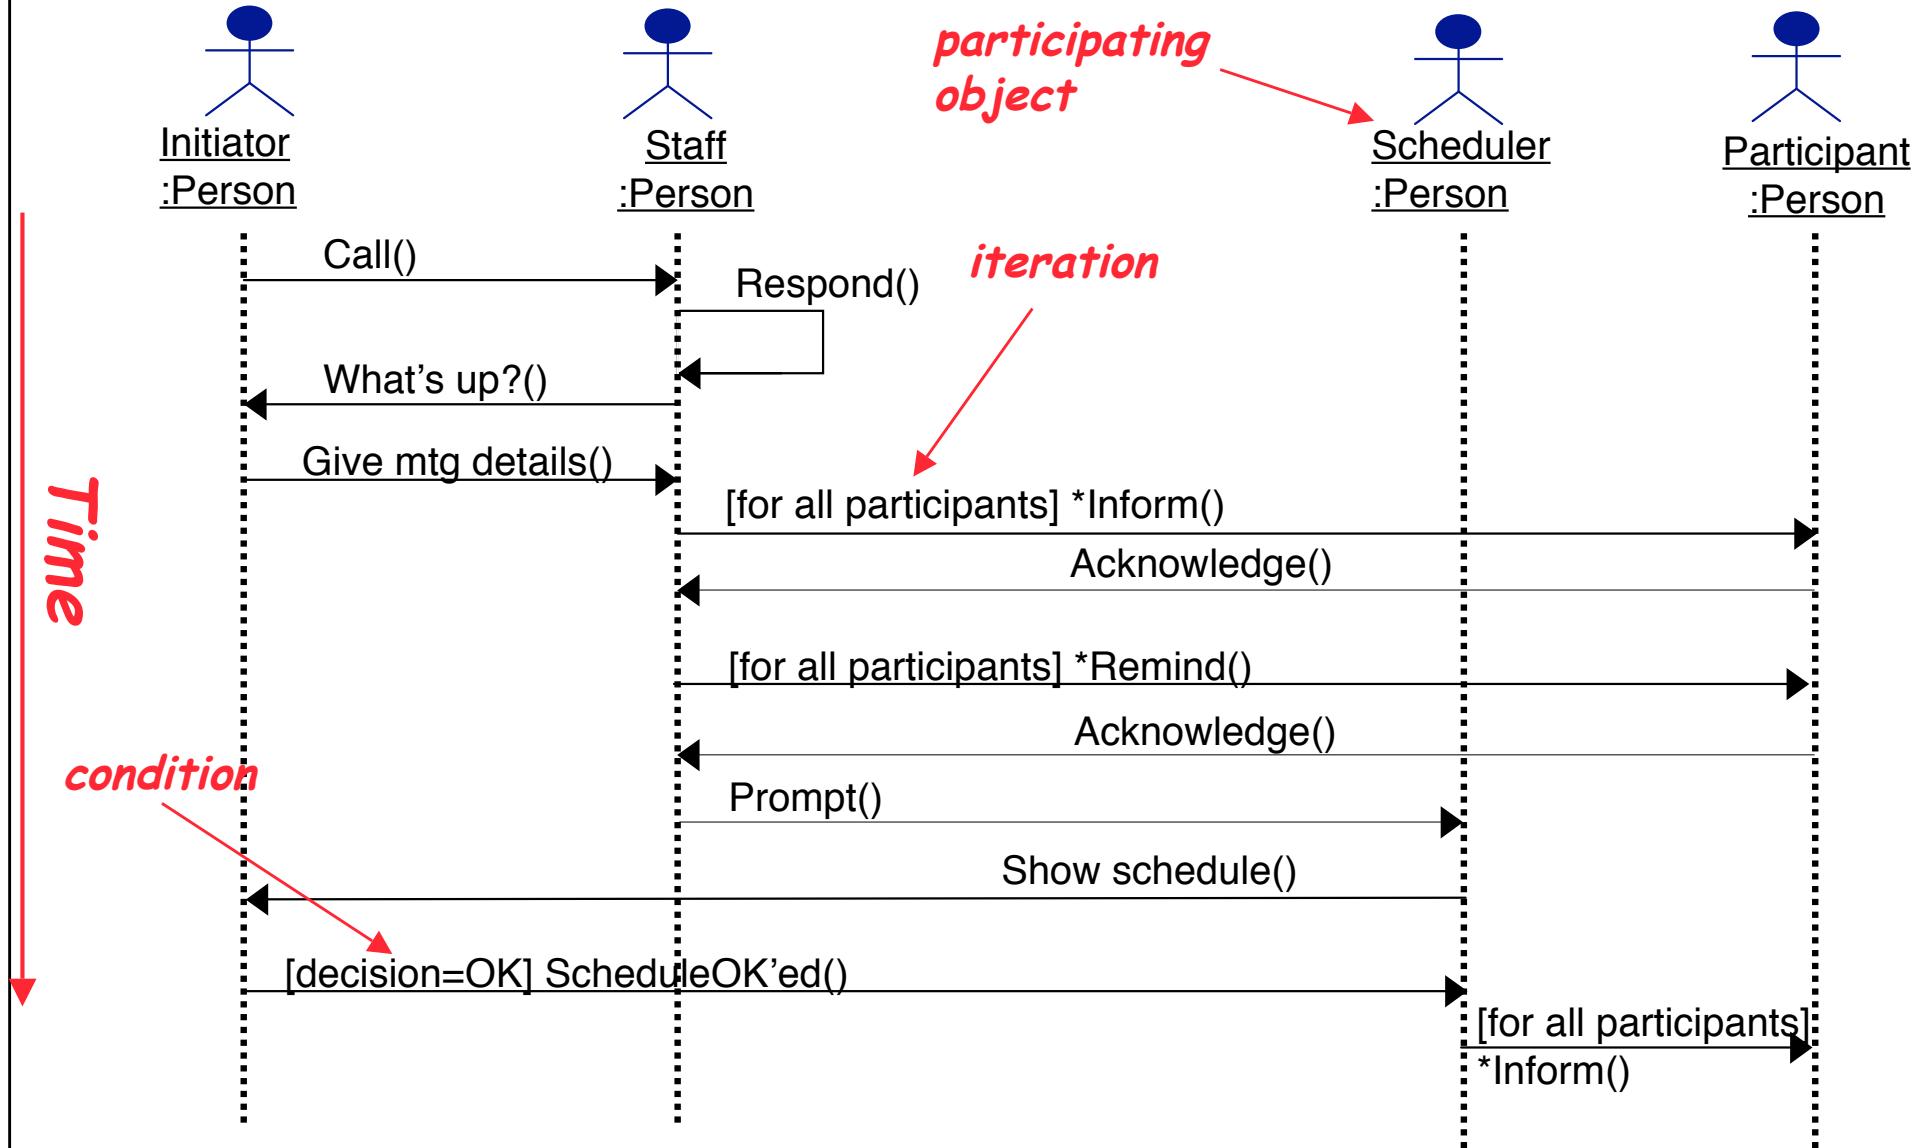 participating
object
Initiator
:Person
Staff
:Person
Scheduler
:Person
Participant
:Person
Call()
Respond()
iteration
What’s up?()
Give mtg details()
Time
[for all participants] *Inform()
Acknowledge()
[for all participants] *Remind()
Acknowledge()
condition
Prompt()
Show schedule()
[decision=OK] ScheduleOK’ed()
[for all participants]
*Inform()